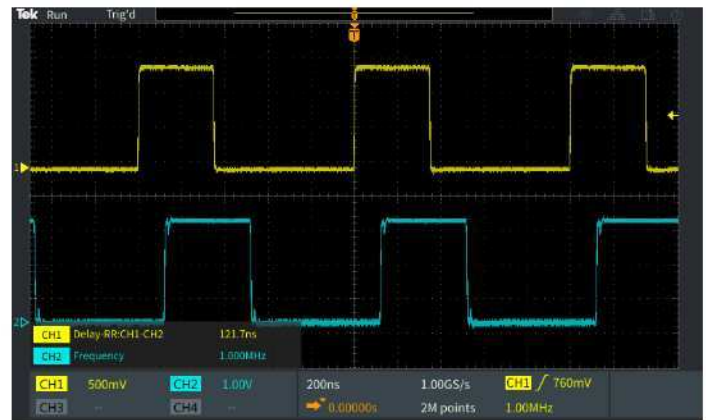 Tek Run Trig'd
T
1
2
CH1 Delay-RR:CH1-CH2 121.7ns
CH2 Frequency 1.000MHz
CH1 500mV CH2 1.00V 200ns 1.00GS/s CH1 760mV
CH3 -- CH4 -- 0.00000s 2M points 1.00MHz